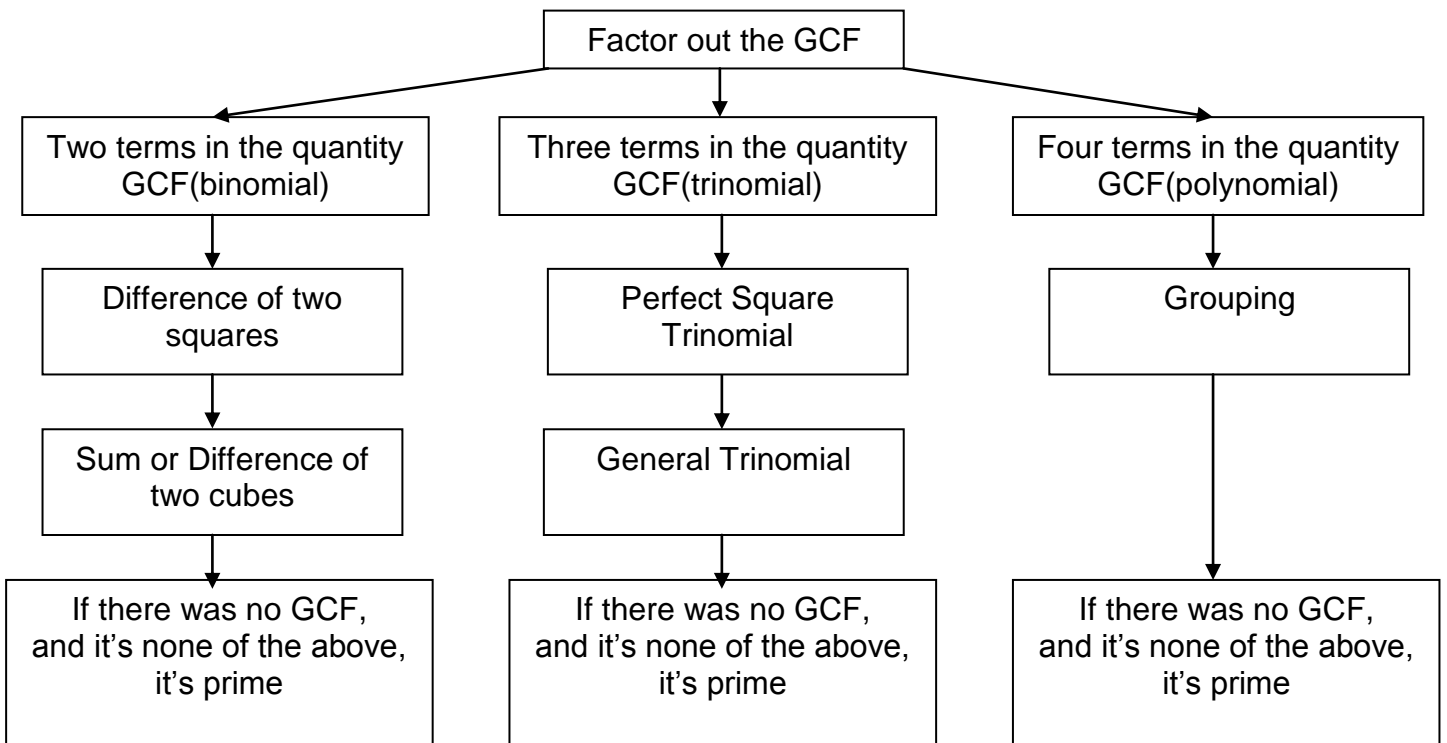 Factor out the GCF
Two terms in the quantity
GCF(binomial)
Three terms in the quantity
GCF(trinomial)
Four terms in the quantity
GCF(polynomial)
Difference of two
squares
Perfect Square
Trinomial
Grouping
Sum or Difference of
two cubes
General Trinomial
If there was no GCF,
and it’s none of the above,
it’s prime
If there was no GCF,
and it’s none of the above,
it’s prime
If there was no GCF,
and it’s none of the above,
it’s prime